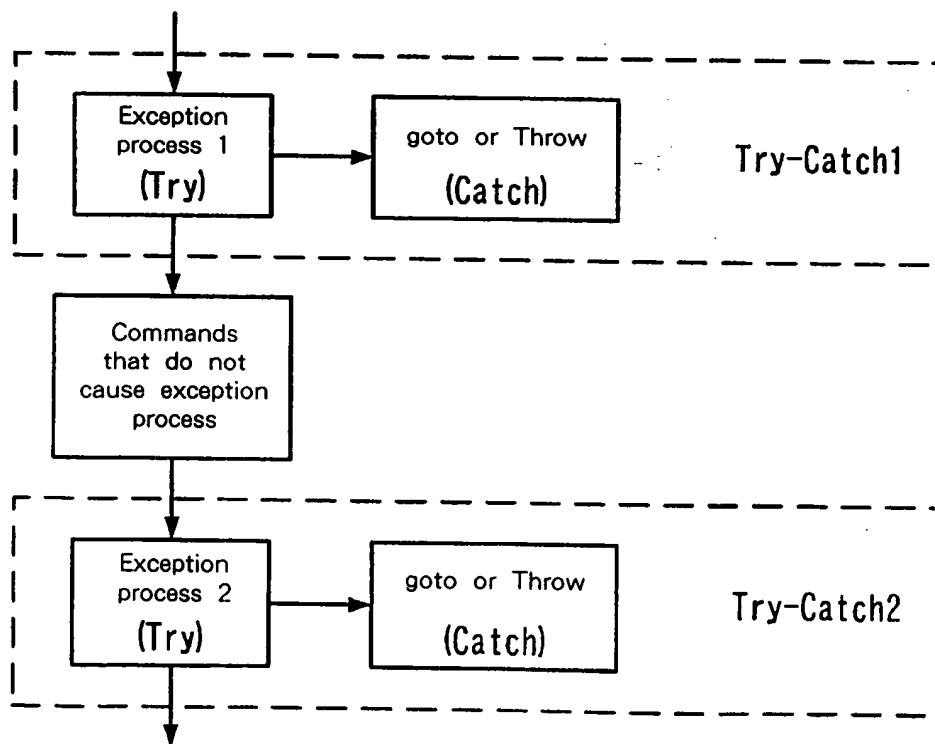 Exception
process 1
(Try)
goto or Throw
(Catch)
Try-Catch1
Commands
that do not
cause exception
process
Exception
process 2
(Try)
goto or Throw
(Catch)
Try-Catch2